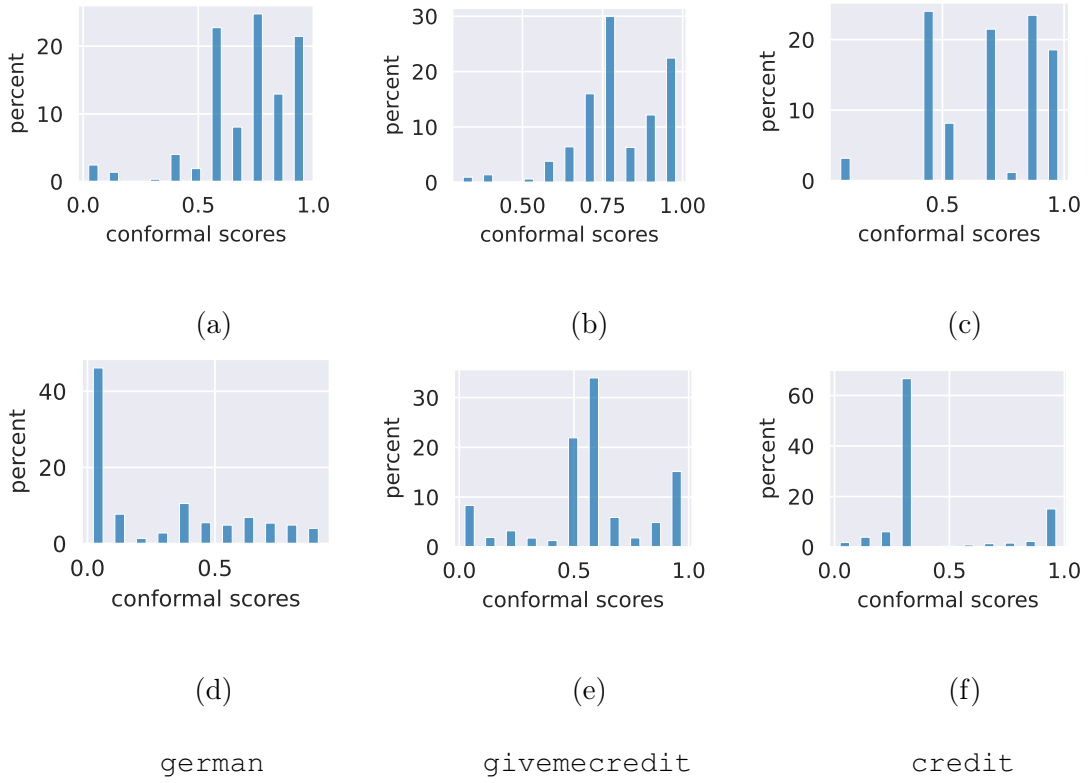 percent
20
10
0
0.0 0.5 1.0
conformal scores
(a)
percent
30
20
10
0
0.50 0.75 1.00
conformal scores
(b)
percent
20
10
0
0.5 1.0
conformal scores
(c)
percent
40
20
0
0.0 0.5
conformal scores
(d)
percent
30
20
10
0
0.0 0.5 1.0
conformal scores
(e)
percent
60
40
20
0
0.0 0.5 1.0
conformal scores
(f)
german givemecredit credit